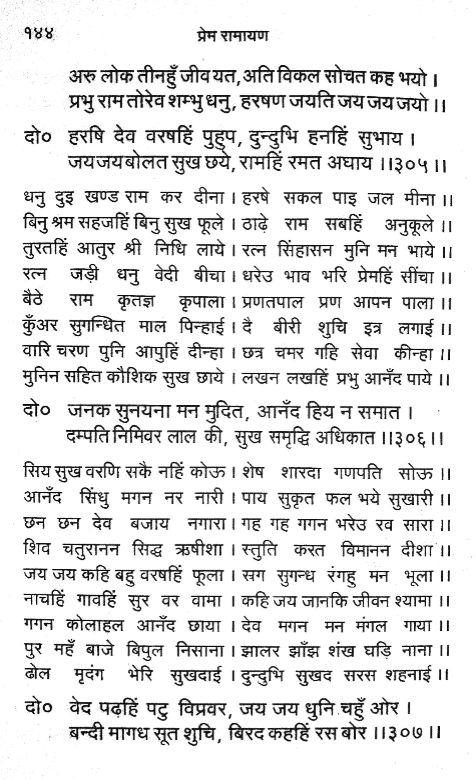 १४४
प्रेम रामायण
अरु लोक तीनहुँ जीव यत, अति विकल सोचत कह भयो ।
प्रभु राम तोरेव शम्भु धनु, हरषण जयति जय जय जयो ।।
दो० हरषि देव वरषहिं पुहुप, दुन्दुभि हनहिं सुभाय ।
जय जय बोलत सुख छये, रामहिं रमत अघाय ।।३०५।।
धनु दुइ खण्ड राम कर दीना । हरषे सकल पाइ जल मीना ।।
बिनु श्रम सहजहिं बिनु सुख फूले । ठाढ़े राम सबहिं अनुकूले ।।
तुरतहिं आतुर श्री निधि लाये । रत्न सिंहासन मुनि मन भाये ।।
रत्न जड़ी धनु वेदी बीचा । धरेउ भाव भरि प्रेमहिं सींचा ।।
बैठे राम कृतज्ञ कृपाला । प्रणतपाल प्रण आपन पाला ।।
कुँअर सुगन्धित माल पिन्हाई । दै बीरी शुचि इत्र लगाई ।।
वारि चरण पुनि आपुहिं दीन्हा । छत्र चमर गहि सेवा कीन्हा ।।
मुनिन सहित कौशिक सुख छाये । लखन लखहिं प्रभु आनँद पाये ।।
दो० जनक सुनयना मन मुदित, आनँद हिय न समात ।
दम्पति निमिवर लाल की, सुख समृद्धि अधिकात ।।३०६।।
सिय सुख वरणि सकै नहिं कोऊ । शेष शारदा गणपति सोऊ ।।
आनँद सिंधु मगन नर नारी । पाय सुकृत फल भये सुखारी ।।
छन छन देव बजाय नगारा । गह गह गगन भरेउ रव सारा ।।
शिव चतुरानन सिद्ध ऋषीशा । स्तुति करत विमानन दीशा ।।
जय जय कहि बहु वरषहिं फूला । स्रग सुगन्ध रंगहु मन भूला ।।
नाचहिं गावहिं सुर वर वामा । कहि जय जानकि जीवन श्यामा ।।
गगन कोलाहल आनँद छाया । देव मगन मन मंगल गाया ।।
पुर महँ बाजे बिपुल निसाना । झालर झाँझ शंख घड़ि नाना ।।
ढोल मृदंग भेरि सुखदाई । दुन्दुभि सुखद सरस शहनाई ।।
दो० वेद पढ़हिं पटु विप्रवर, जय जय धुनि चहुँ ओर ।
बन्दी मागध सूत शुचि, बिरद कहहिं रस बोर ।।३०७।।